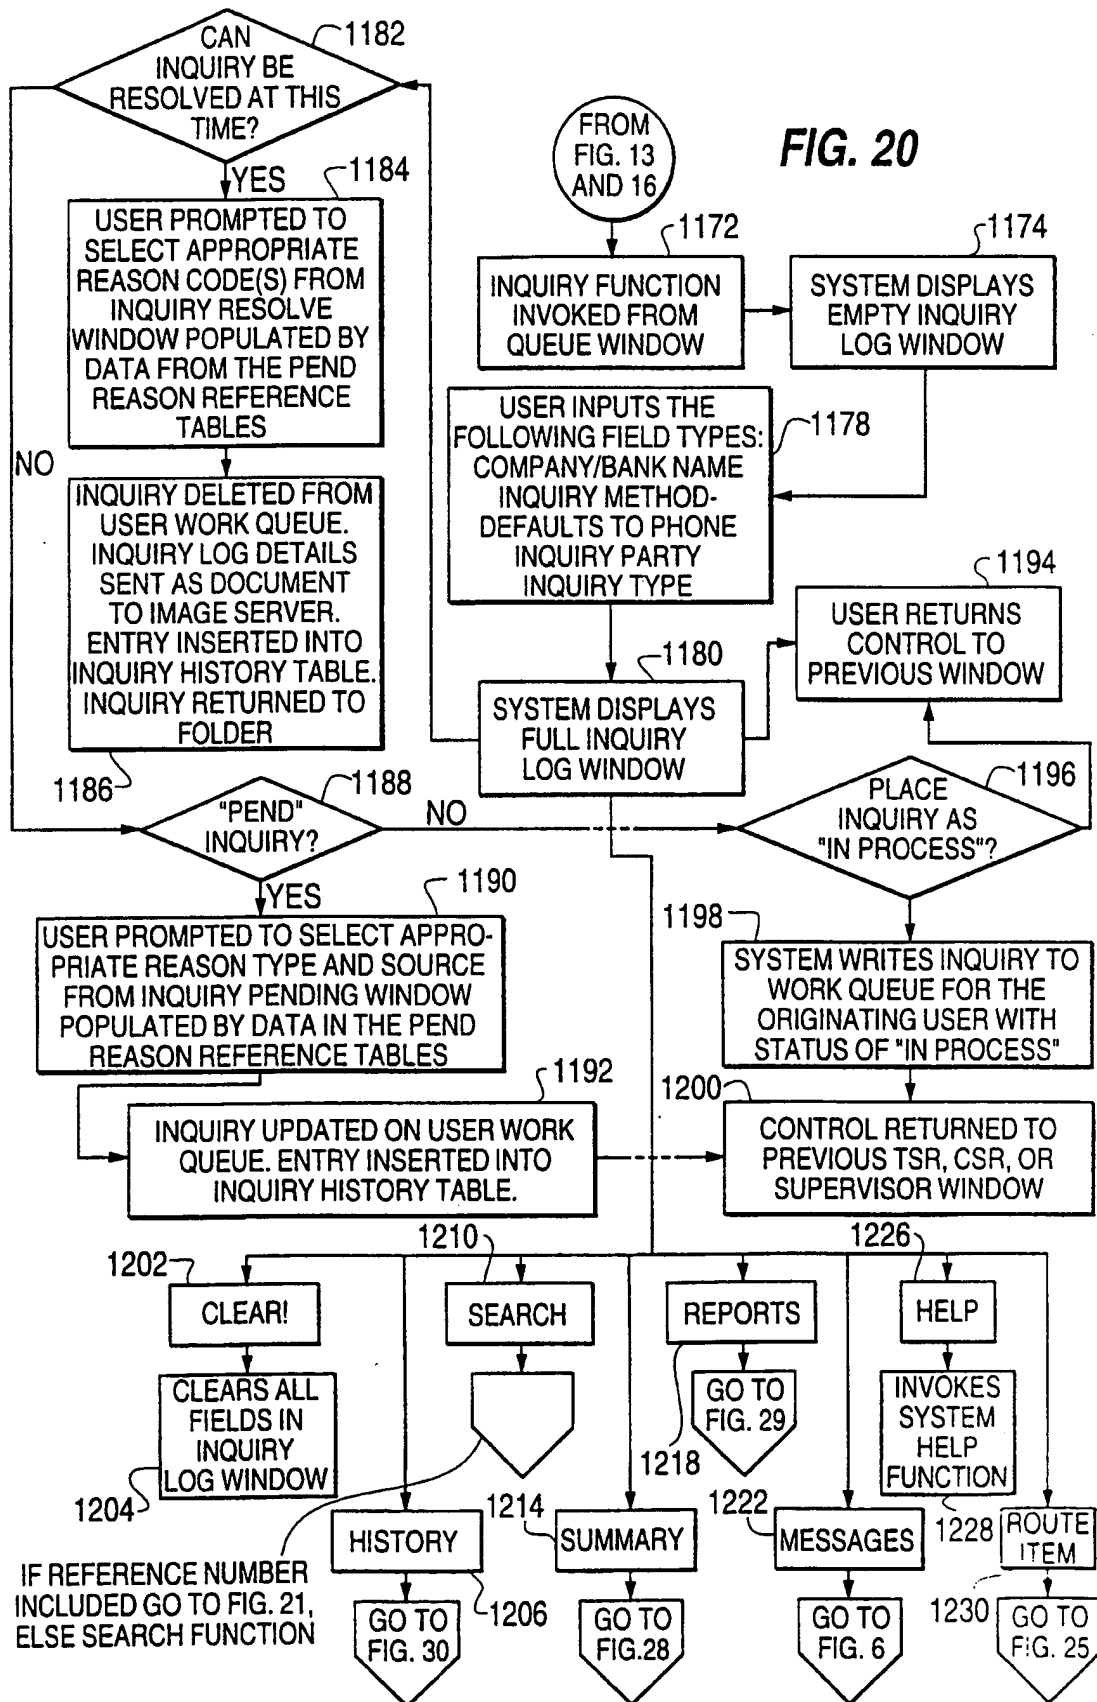 CAN
INQUIRY BE
RESOLVED AT THIS
TIME?
1182
FROM
FIG. 13
AND 16
FIG. 20
YES
1184
USER PROMPTED TO
SELECT APPROPRIATE
REASON CODE(S) FROM
INQUIRY RESOLVE
WINDOW POPULATED BY
DATA FROM THE PEND
REASON REFERENCE
TABLES
1172
INQUIRY FUNCTION
INVOKED FROM
QUEUE WINDOW
1174
SYSTEM DISPLAYS
EMPTY INQUIRY
LOG WINDOW
USER INPUTS THE
FOLLOWING FIELD TYPES:
COMPANY/BANK NAME
INQUIRY METHOD-
DEFAULTS TO PHONE
INQUIRY PARTY
INQUIRY TYPE
1178
NO
INQUIRY DELETED FROM
USER WORK QUEUE.
INQUIRY LOG DETAILS
SENT AS DOCUMENT
TO IMAGE SERVER.
ENTRY INSERTED INTO
INQUIRY HISTORY TABLE.
INQUIRY RETURNED TO
FOLDER
1186
1180
SYSTEM DISPLAYS
FULL INQUIRY
LOG WINDOW
1194
USER RETURNS
CONTROL TO
PREVIOUS WINDOW
1188
"PEND"
INQUIRY?
NO
1196
PLACE
INQUIRY AS
"IN PROCESS"?
YES
1190
USER PROMPTED TO SELECT APPRO-
PRIATE REASON TYPE AND SOURCE
FROM INQUIRY PENDING WINDOW
POPULATED BY DATA IN THE PEND
REASON REFERENCE TABLES
1198
SYSTEM WRITES INQUIRY TO
WORK QUEUE FOR THE
ORIGINATING USER WITH
STATUS OF "IN PROCESS"
1192
INQUIRY UPDATED ON USER WORK
QUEUE. ENTRY INSERTED INTO
INQUIRY HISTORY TABLE.
1200
CONTROL RETURNED TO
PREVIOUS TSR, CSR, OR
SUPERVISOR WINDOW
1202
CLEAR!
CLEARS ALL
FIELDS IN
INQUIRY
LOG WINDOW
1204
1210
SEARCH
IF REFERENCE NUMBER
INCLUDED GO TO FIG. 21,
ELSE SEARCH FUNCTION
REPORTS
1218
GO TO
FIG. 29
1226
HELP
INVOKES
SYSTEM
HELP
FUNCTION
1228
HISTORY
1206
GO TO
FIG. 30
1214
SUMMARY
GO TO
FIG.28
1222
MESSAGES
GO TO
FIG. 6
ROUTE
ITEM
1230
GO TO
FIG. 25